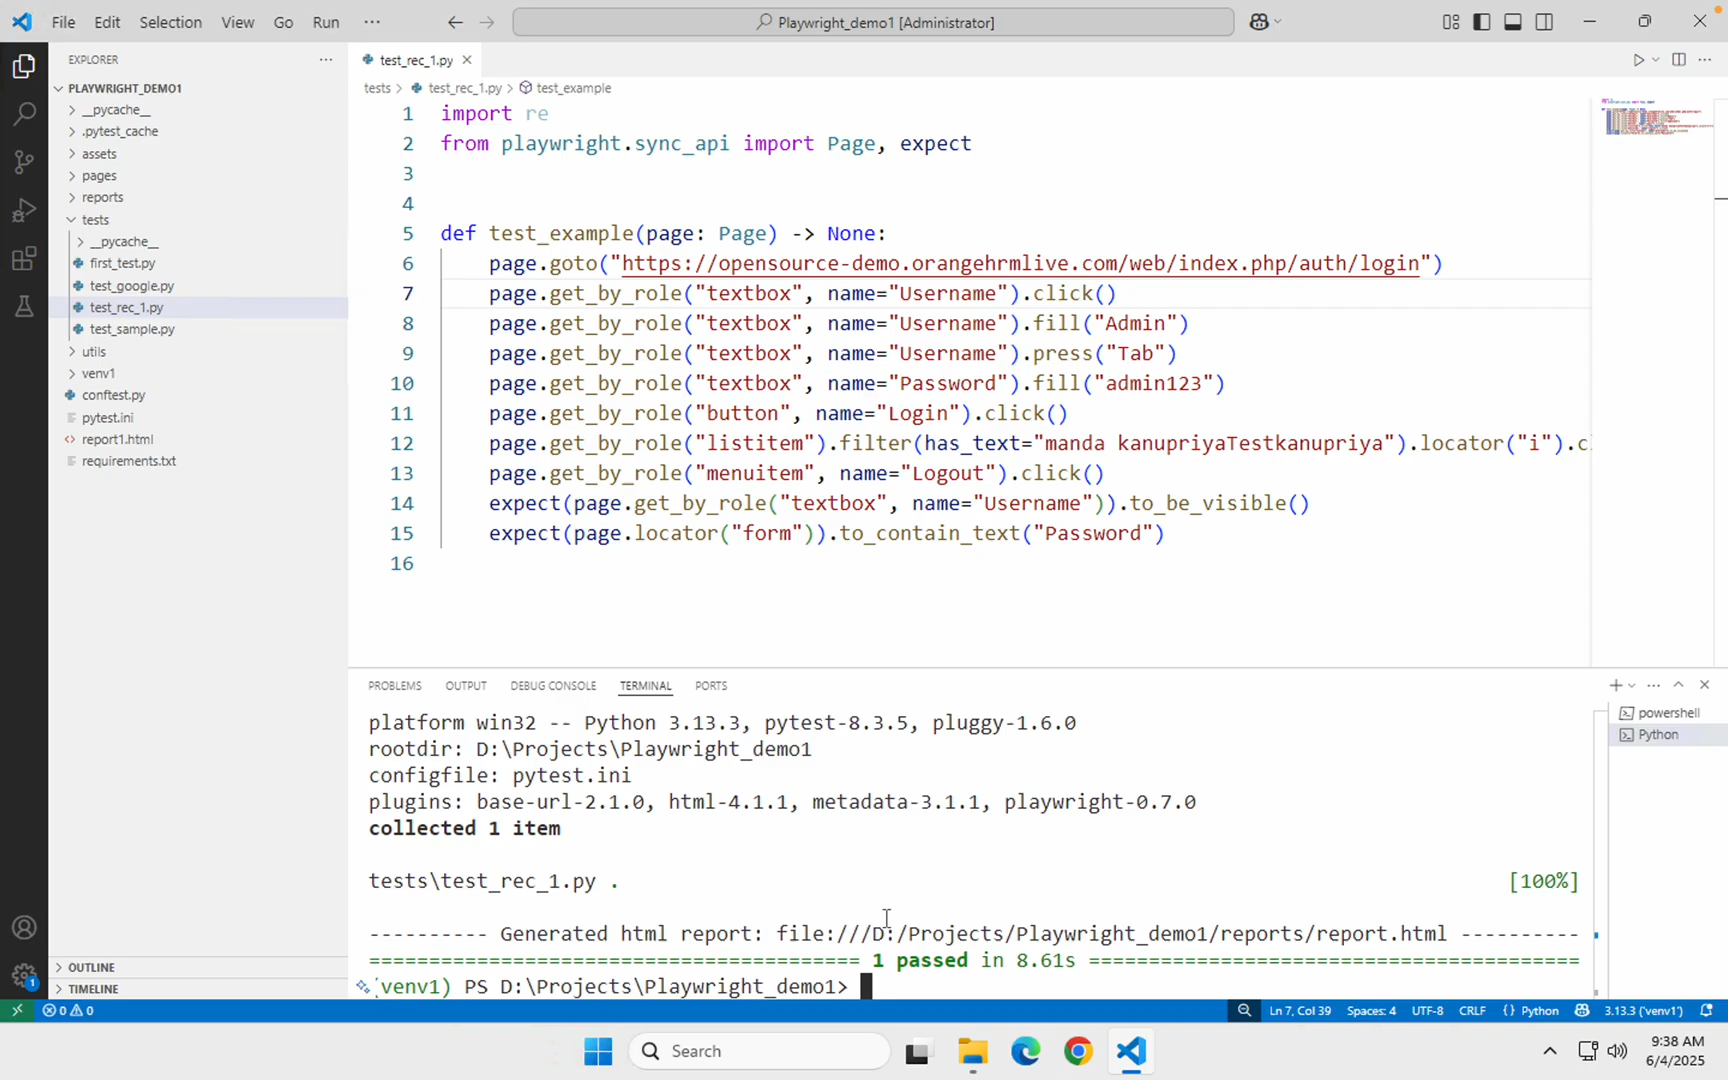 File Edit Selection View Go Run ···
Playwright_demo1 [Administrator]
EXPLORER ···
PLAYWRIGHT_DEMO1
__pycache__
.pytest_cache
assets
pages
reports
tests
__pycache__
first_test.py
test_google.py
test_rec_1.py
test_sample.py
utils
venv1
conftest.py
pytest.ini
report1.html
requirements.txt
OUTLINE
TIMELINE
test_rec_1.py
tests > test_rec_1.py > test_example
1 import re
2 from playwright.sync_api import Page, expect
3
4
5 def test_example(page: Page) -> None:
6 page.goto("https://opensource-demo.orangehrmlive.com/web/index.php/auth/login")
7 page.get_by_role("textbox", name="Username").click()
8 page.get_by_role("textbox", name="Username").fill("Admin")
9 page.get_by_role("textbox", name="Username").press("Tab")
10 page.get_by_role("textbox", name="Password").fill("admin123")
11 page.get_by_role("button", name="Login").click()
12 page.get_by_role("listitem").filter(has_text="manda kanupriyaTestkanupriya").locator("i").c
13 page.get_by_role("menuitem", name="Logout").click()
14 expect(page.get_by_role("textbox", name="Username")).to_be_visible()
15 expect(page.locator("form")).to_contain_text("Password")
16
PROBLEMS OUTPUT DEBUG CONSOLE TERMINAL PORTS
powershell
Python
platform win32 -- Python 3.13.3, pytest-8.3.5, pluggy-1.6.0
rootdir: D:\Projects\Playwright_demo1
configfile: pytest.ini
plugins: base-url-2.1.0, html-4.1.1, metadata-3.1.1, playwright-0.7.0
collected 1 item
tests\test_rec_1.py . [100%]
---------- Generated html report: file:///D:/Projects/Playwright_demo1/reports/report.html ----------
========================================= 1 passed in 8.61s =========================================
(venv1) PS D:\Projects\Playwright_demo1>
0 0 Ln 7, Col 39 Spaces: 4 UTF-8 CRLF {} Python 3.13.3 ('venv1')
1
Search
9:38 AM
6/4/2025